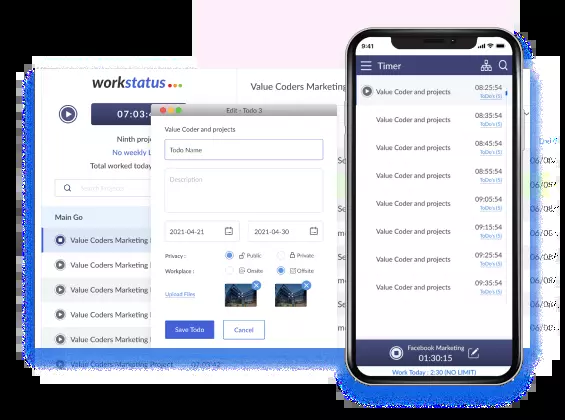 workstatus
07:03:4
Ninth proje
No weekly L
Total worked today
Search keyword
Main Go
Value Coders Marketing
Value Coders Marketing
Value Coders Marketing
Value Coders Marketing
Value Coders Marketing
Value Coders Marketing Project
07:03:42
Value Coders Marketing
Edit - Todo 3
Value Coder and projects
Todo Name
Description
2021-04-21
2021-04-30
Privacy :
Public
Private
Workplace :
Onsite
Offsite
Upload Files
Save Todo
Cancel
9:41
Timer
Value Coder and projects
08:25:54
ToDo's (5)
Value Coder and projects
08:35:54
ToDo's (5)
Value Coder and projects
08:45:54
ToDo's (5)
Value Coder and projects
08:55:54
ToDo's (5)
Value Coder and projects
09:05:54
ToDo's (5)
Value Coder and projects
09:15:54
ToDo's (5)
Value Coder and projects
09:25:54
ToDo's (5)
Value Coder and projects
09:35:54
ToDo's (5)
Facebook Marketing
01:30:15
Work Today : 2:30 (NO LIMIT)